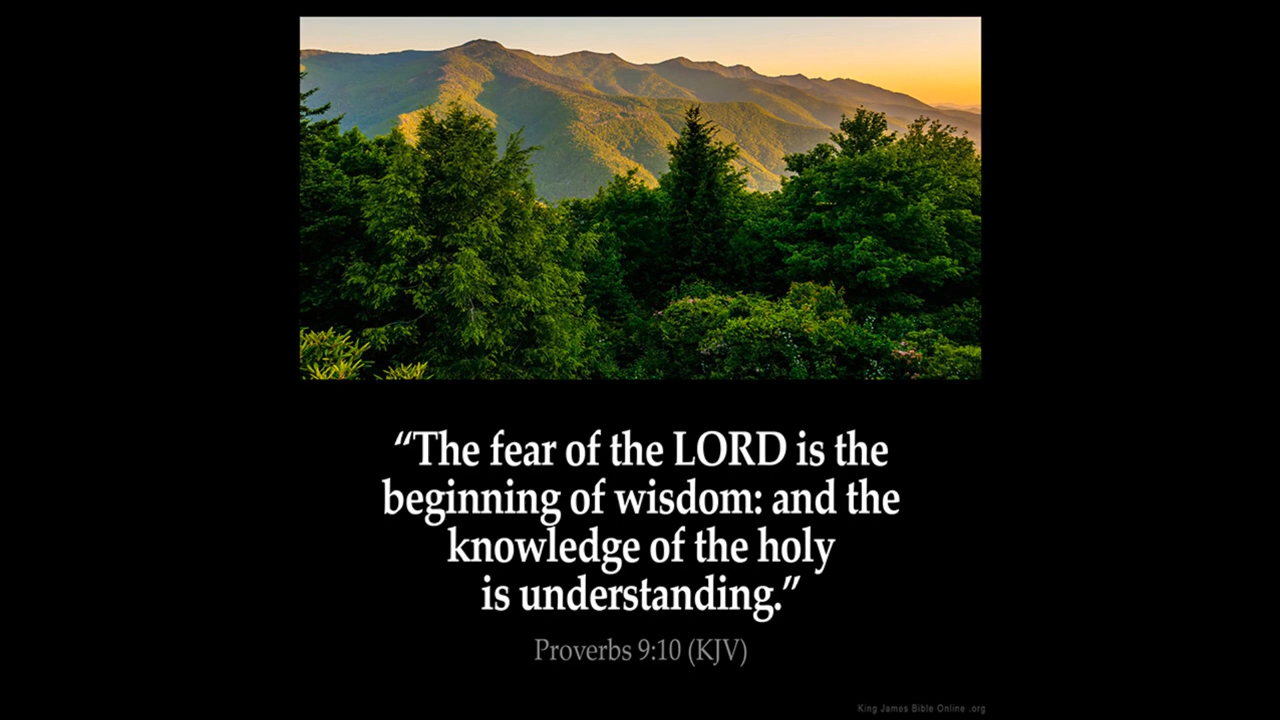 “The fear of the LORD is the
beginning of wisdom: and the
knowledge of the holy
is understanding.”
Proverbs 9:10 (KJV)
King James Bible Online .org